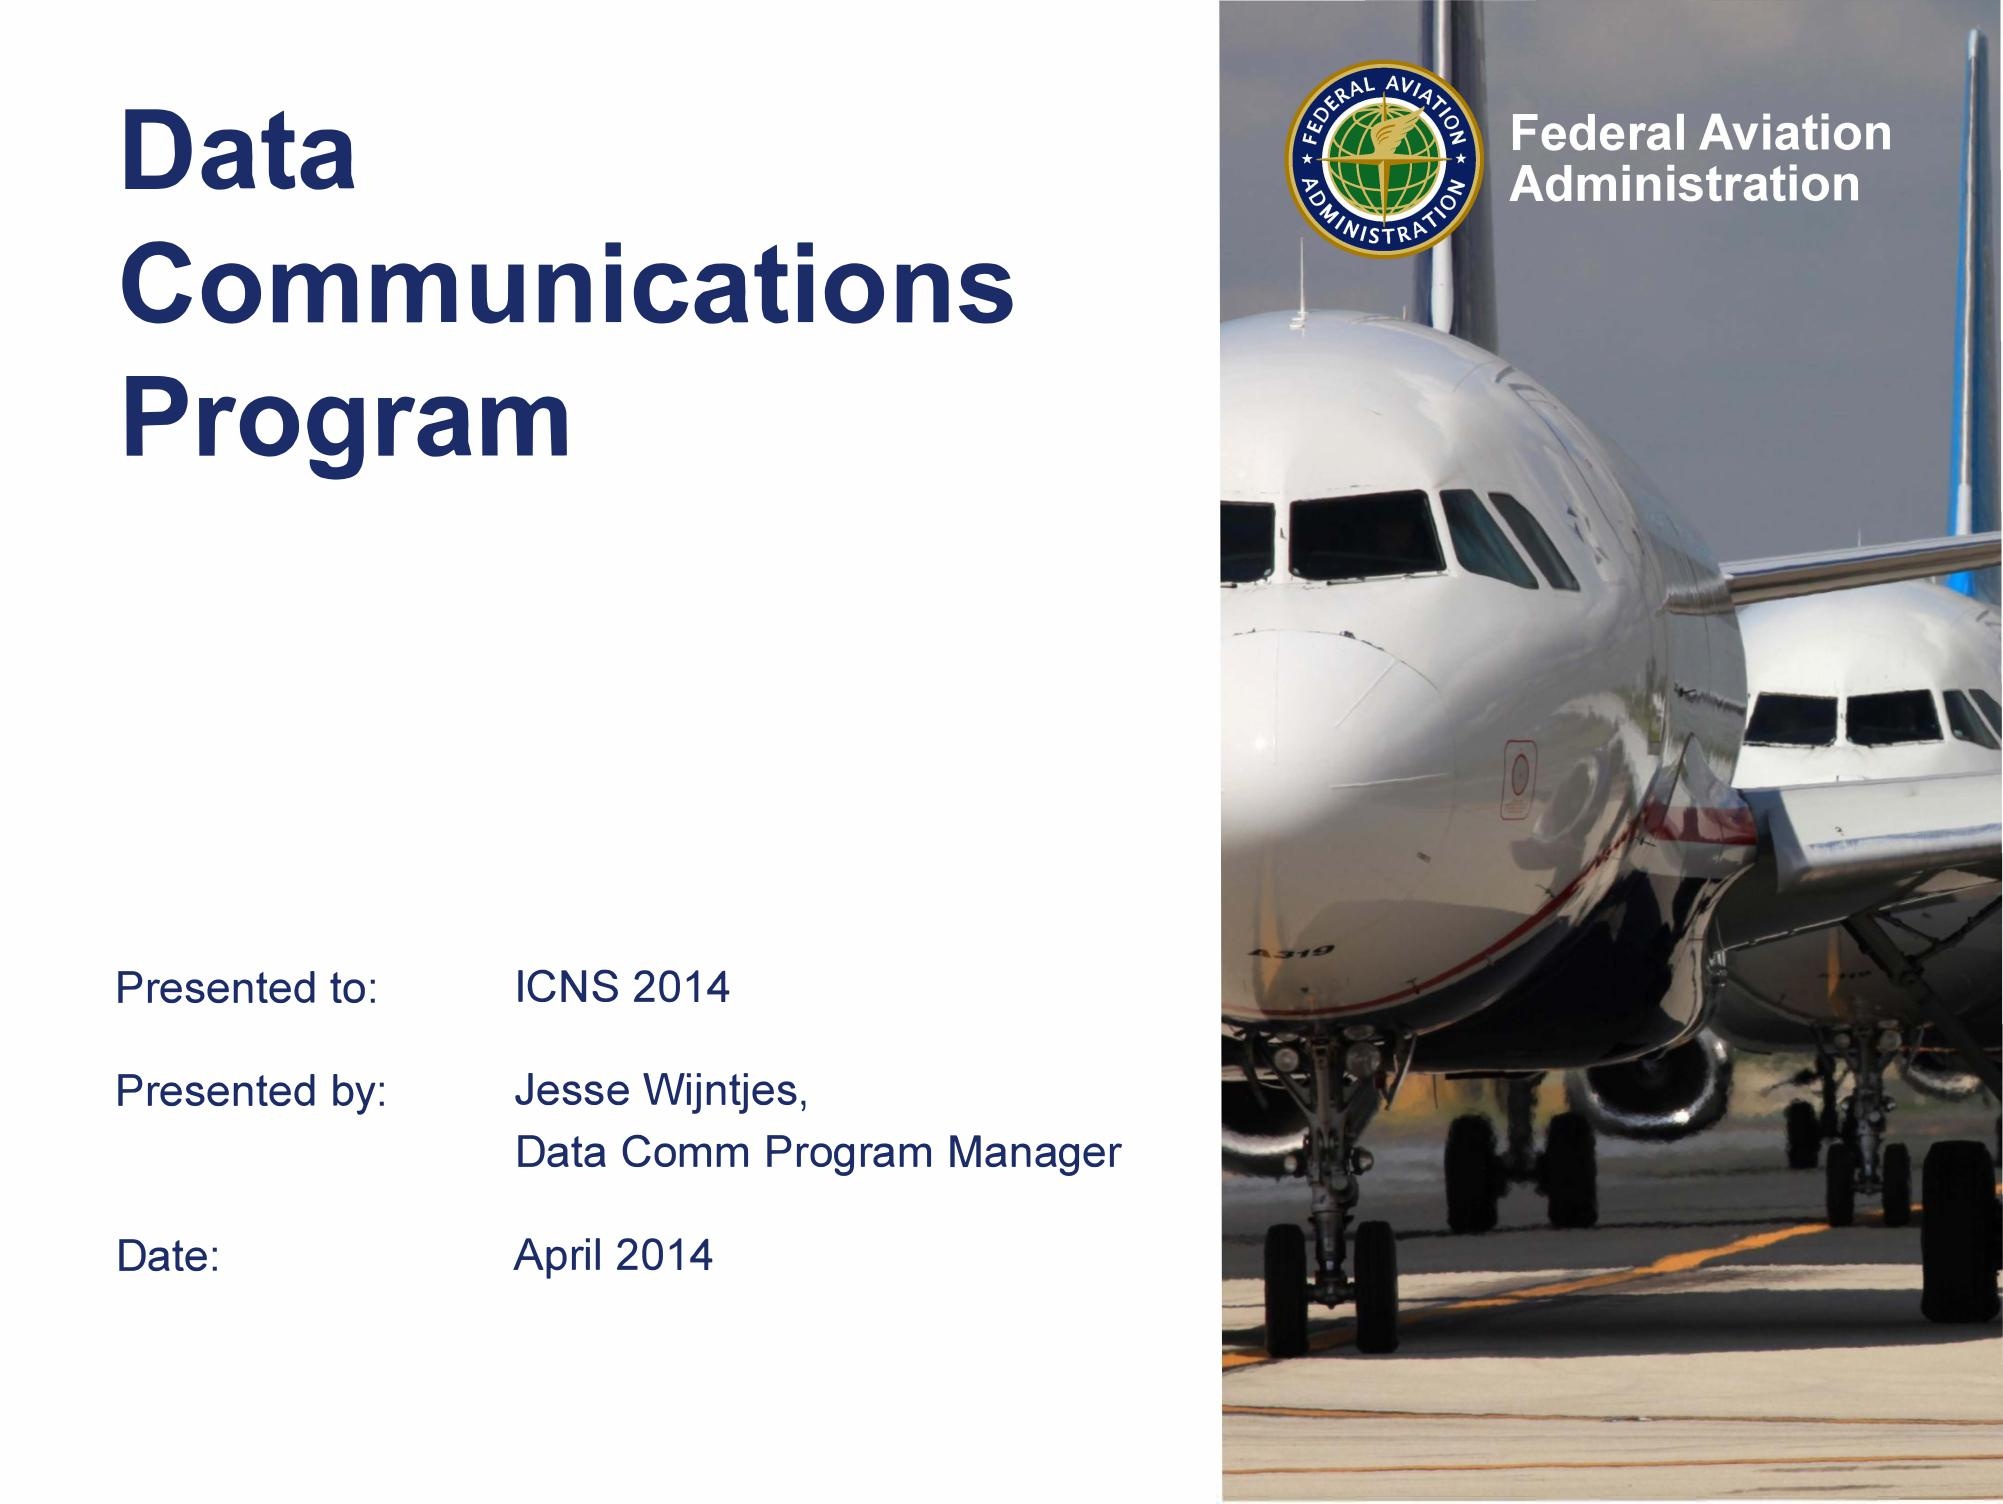 Data
Communications
Program
FEDERAL AVIATION
ADMINISTRATION
Federal Aviation
Administration
Presented to: ICNS 2014
Presented by: Jesse Wijntjes,
Data Comm Program Manager
Date: April 2014
A319